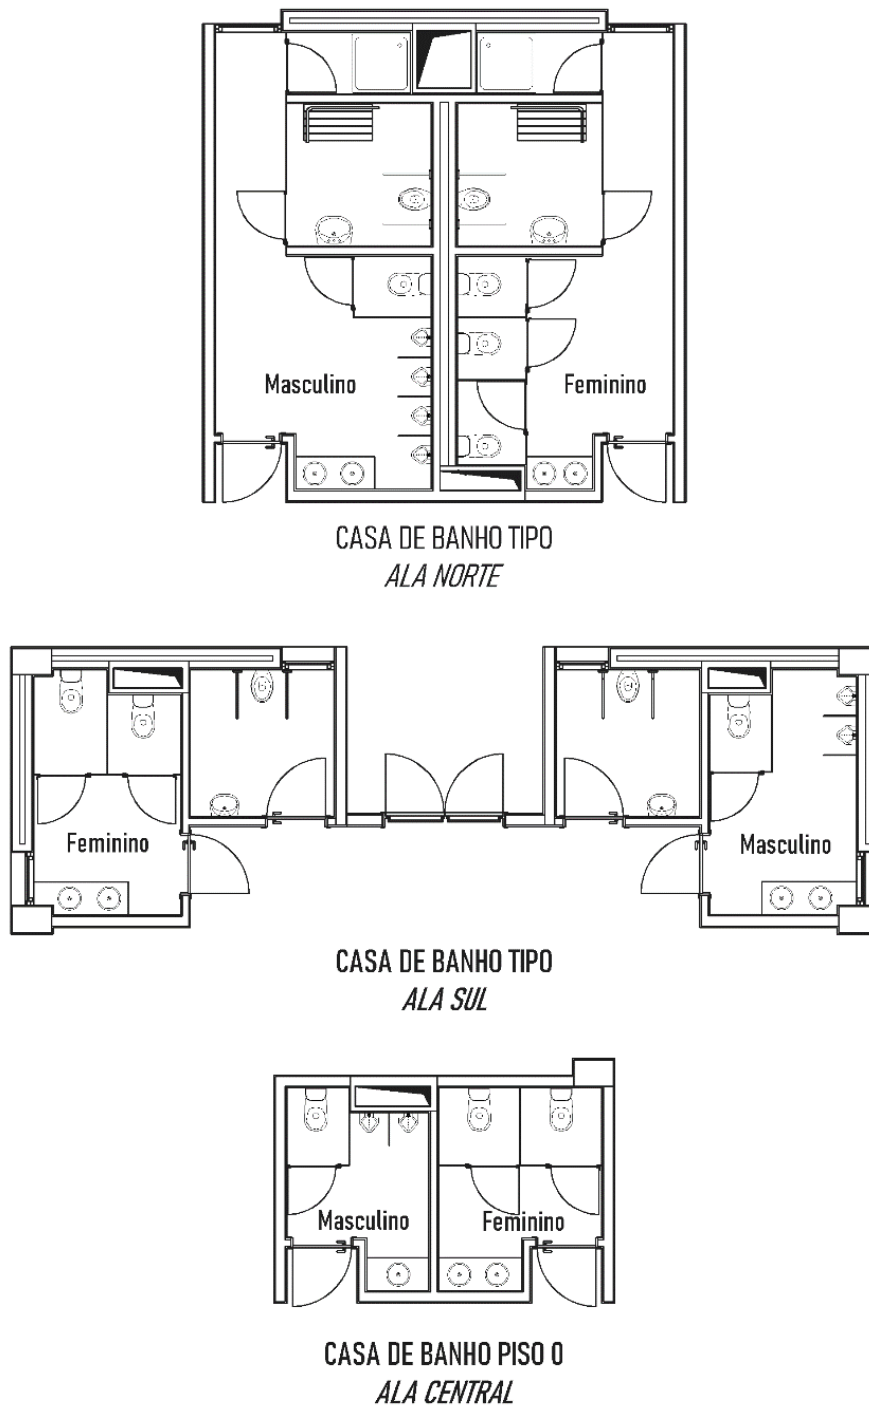 Masculino
Feminino
CASA DE BANHO TIPO
ALA NORTE
Feminino
Masculino
CASA DE BANHO TIPO
ALA SUL
Masculino
Feminino
CASA DE BANHO PISO 0
ALA CENTRAL